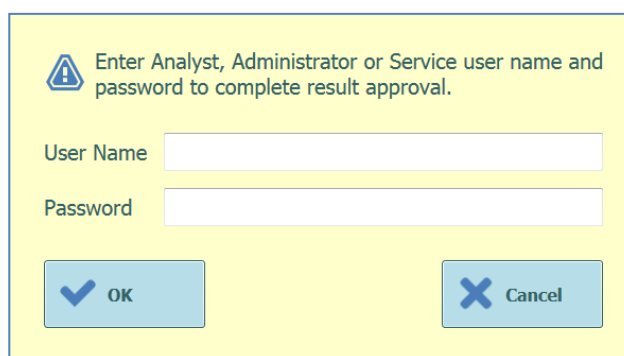 Enter Analyst, Administrator or Service user name and
password to complete result approval.
User Name
Password
OK
Cancel